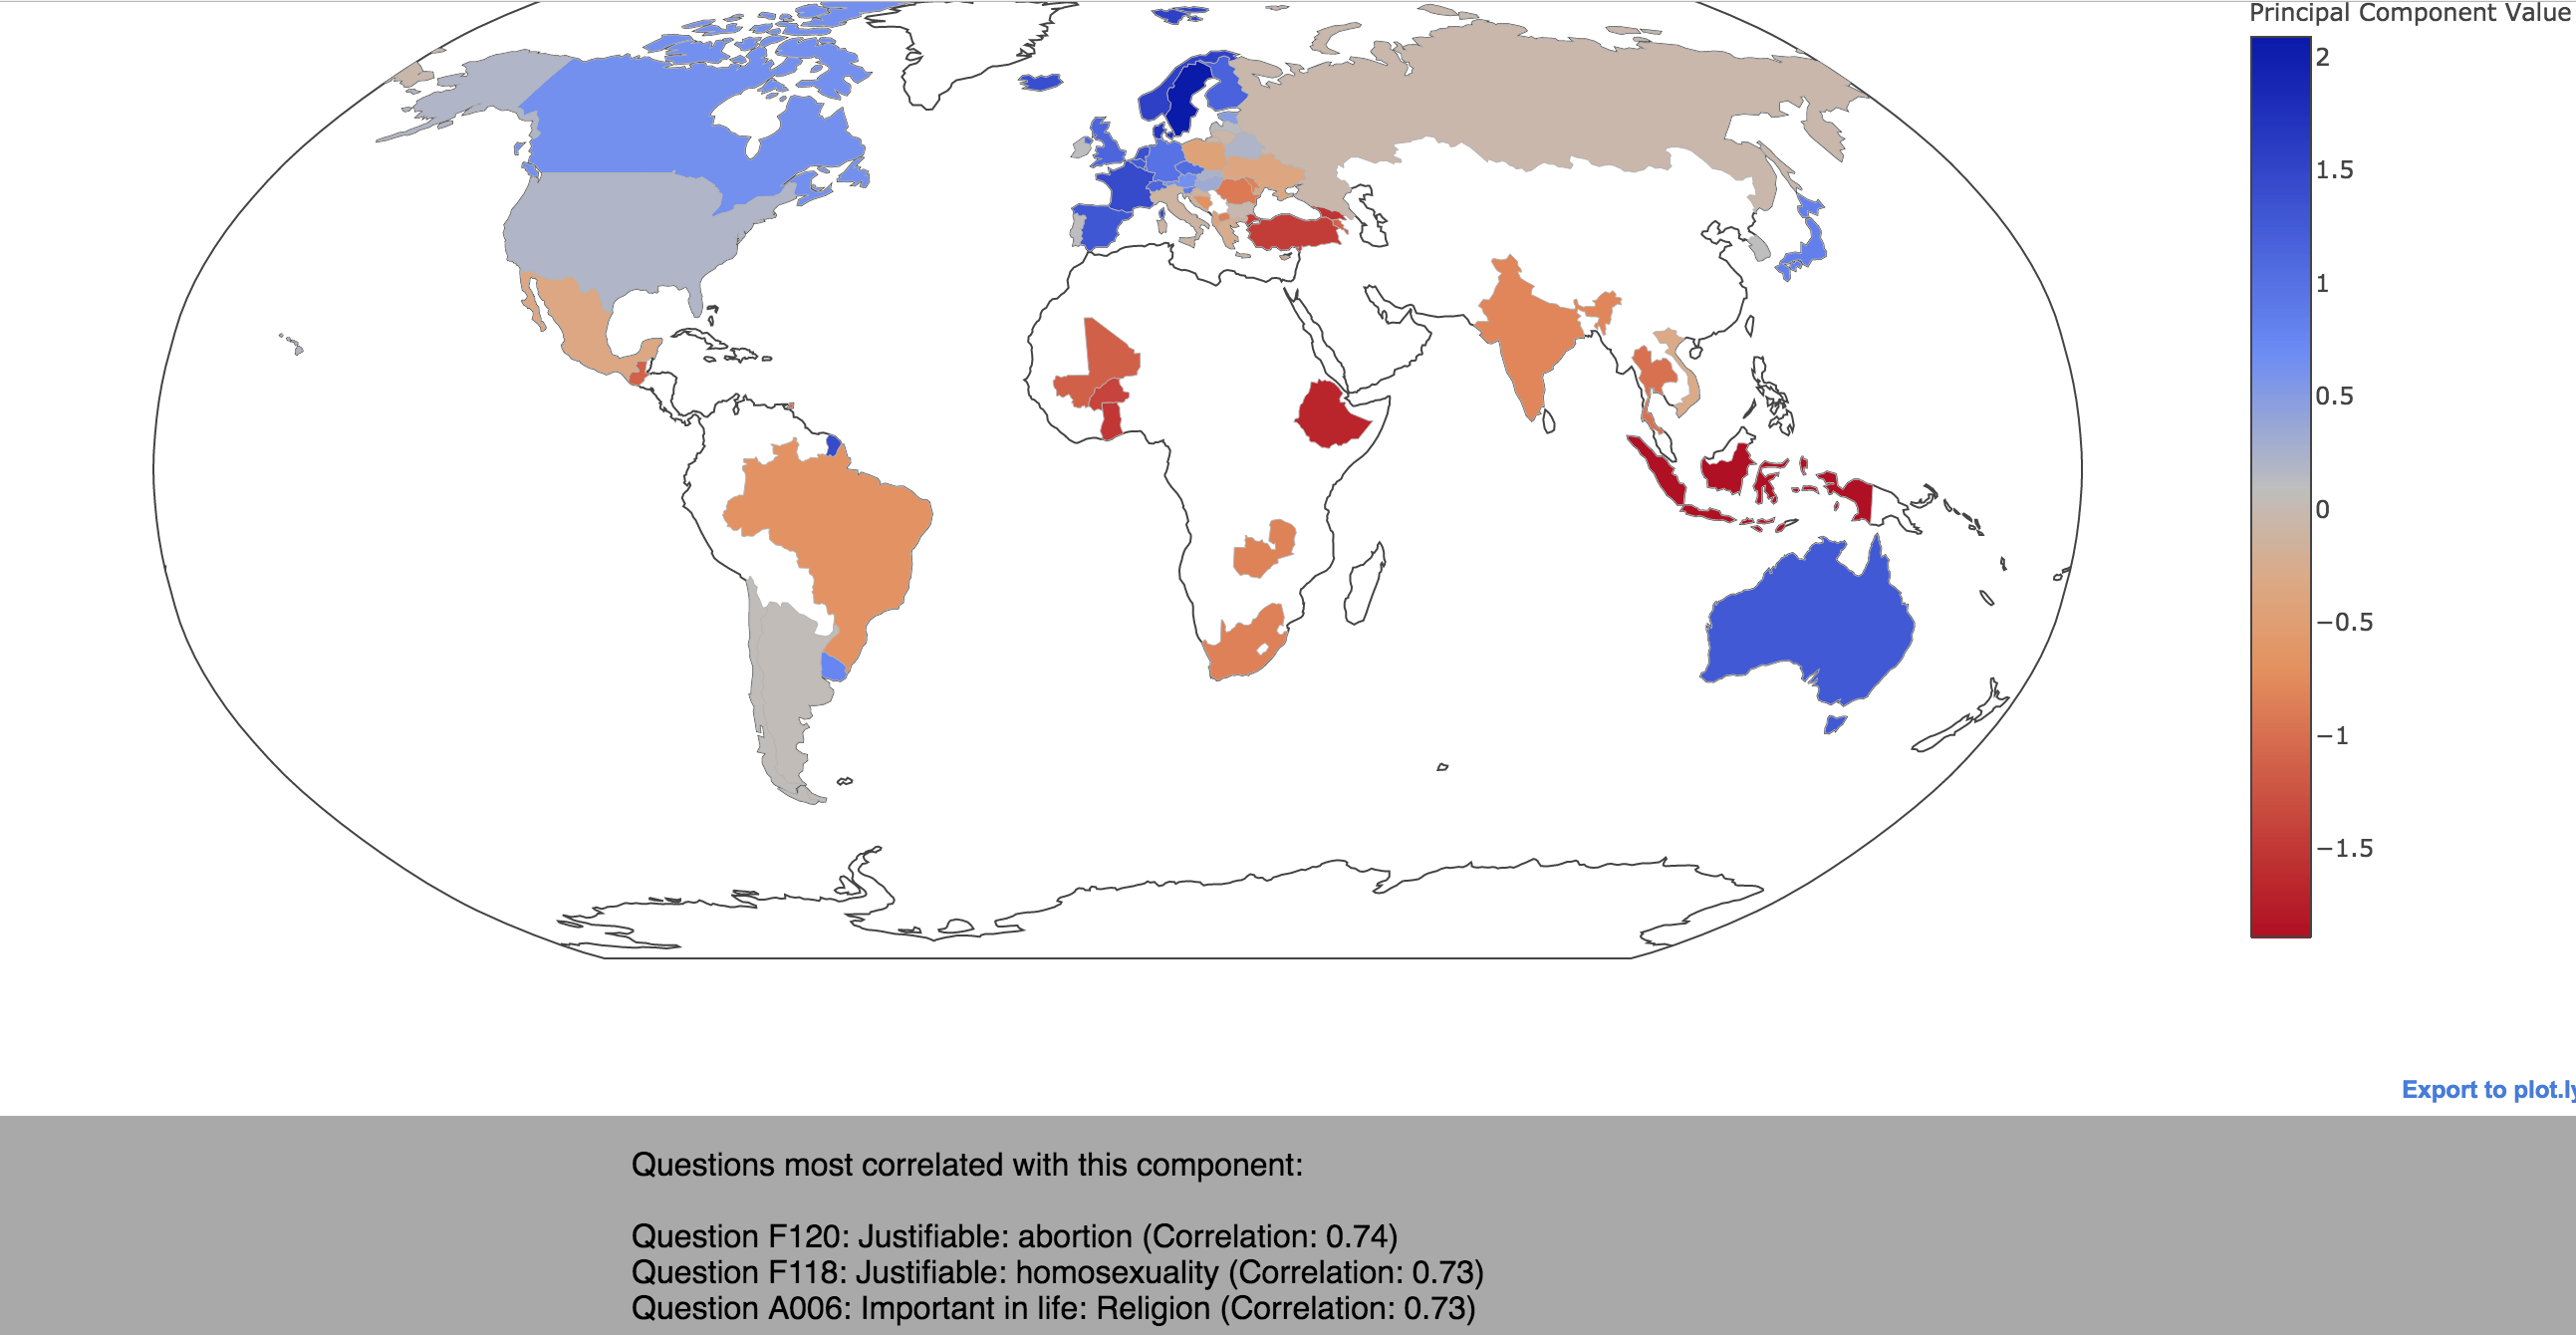 Principal Component Value
2
1.5
1
0.5
0
−0.5
−1
−1.5
Export to plot.ly
Questions most correlated with this component:
Question F120: Justifiable: abortion (Correlation: 0.74)
Question F118: Justifiable: homosexuality (Correlation: 0.73)
Question A006: Important in life: Religion (Correlation: 0.73)